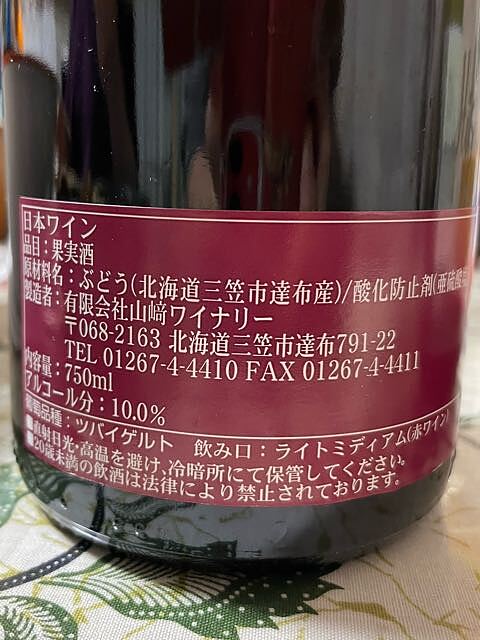 日本ワイン
品目：果実酒
原材料名：ぶどう(北海道三笠市達布産)/酸化防止剤(亜硫酸
製造者：有限会社山﨑ワイナリー
〒068-2163 北海道三笠市達布791-22
TEL 01267-4-4410 FAX 01267-4-4411
内容量：750ml
アルコール分：10.0%
葡萄品種：ツバイゲルト 飲み口：ライトミディアム(赤ワイン)
■直射日光・高温を避け、冷暗所にて保管してください。
■20歳未満の飲酒は法律により禁止されております。